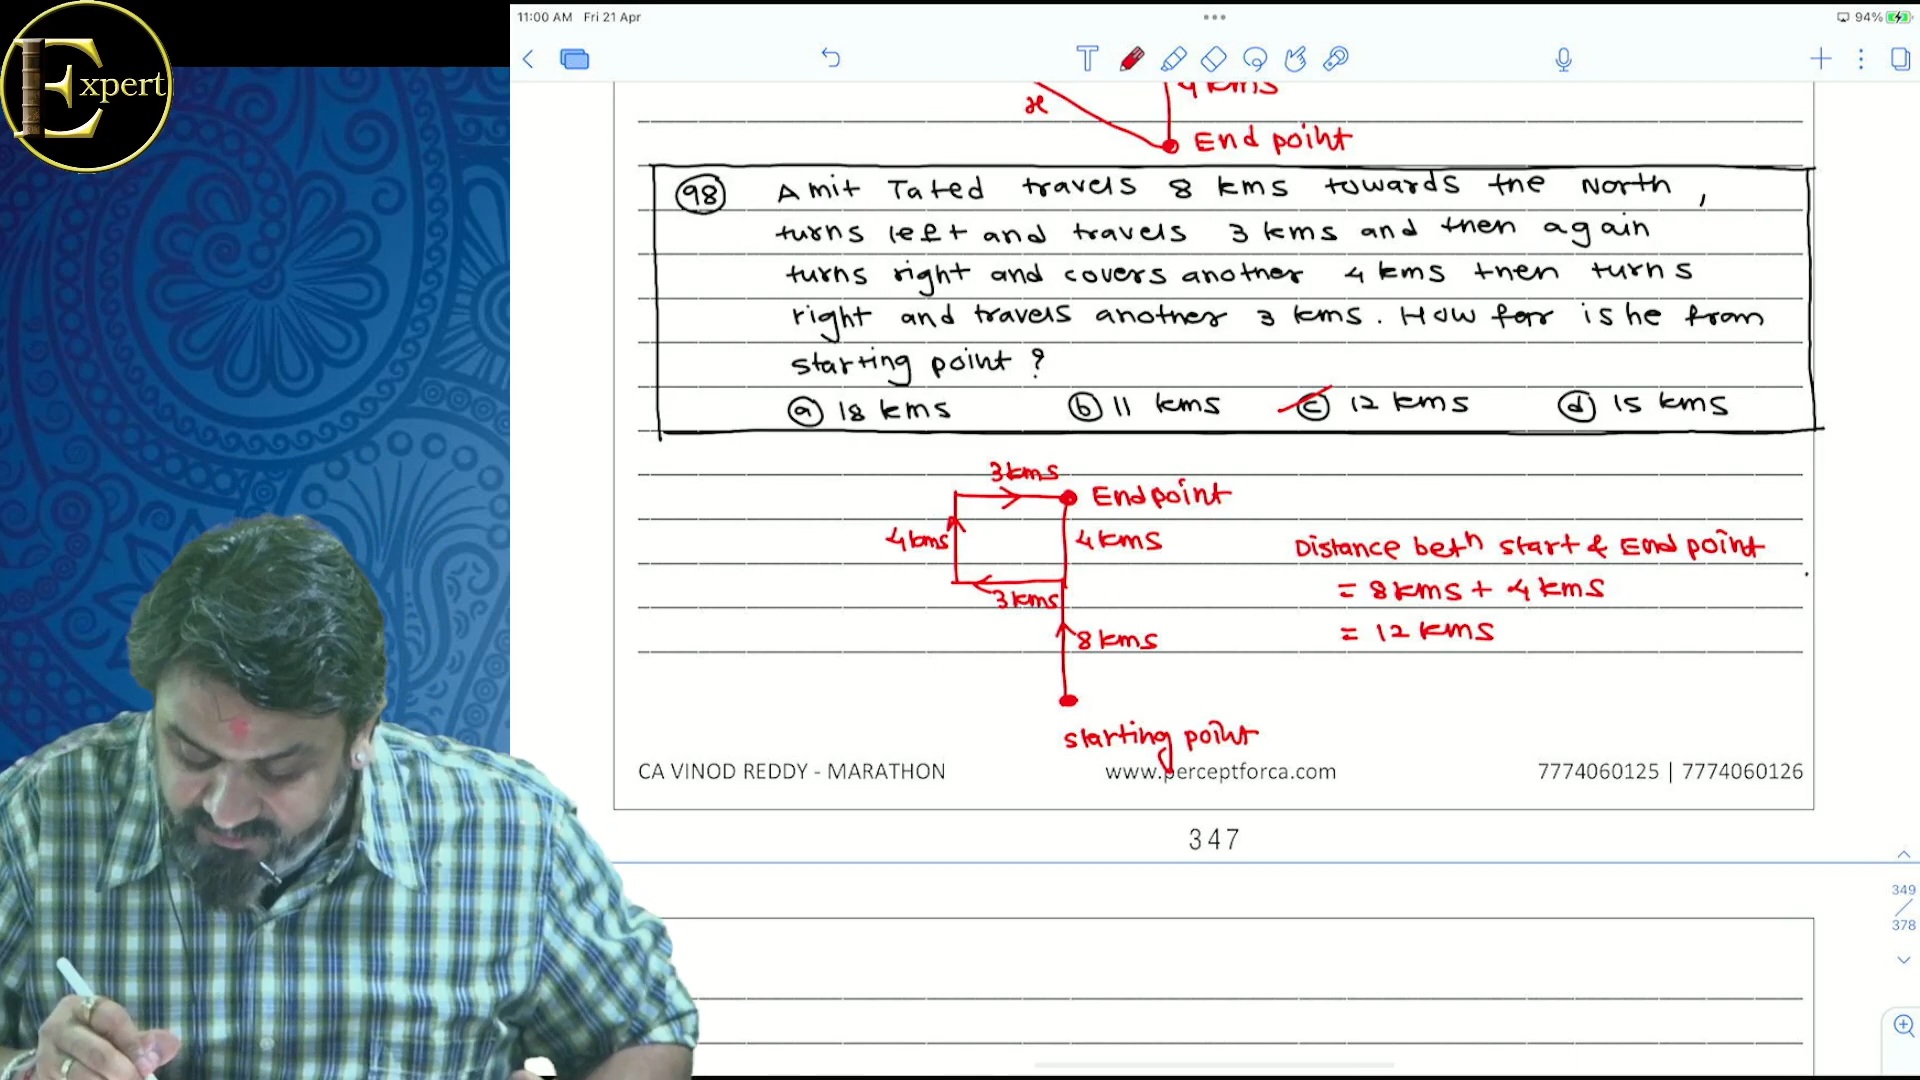 11:00 AM Fri 21 Apr
94%
Expert
T
x
4 kms
End point
98 Amit Tated travels 8 kms towards the North,
turns left and travels 3 kms and then again
turns right and covers another 4 kms then turns
right and travels another 3 kms. How far is he from
starting point?
a 18 kms b 11 kms c 12 kms d 15 kms
3kms
End point
4kms
4kms
3kms
8kms
starting point
Distance betn start & End point
= 8kms + 4kms
= 12 kms
CA VINOD REDDY - MARATHON www.perceptforca.com 7774060125 | 7774060126
347
349
378